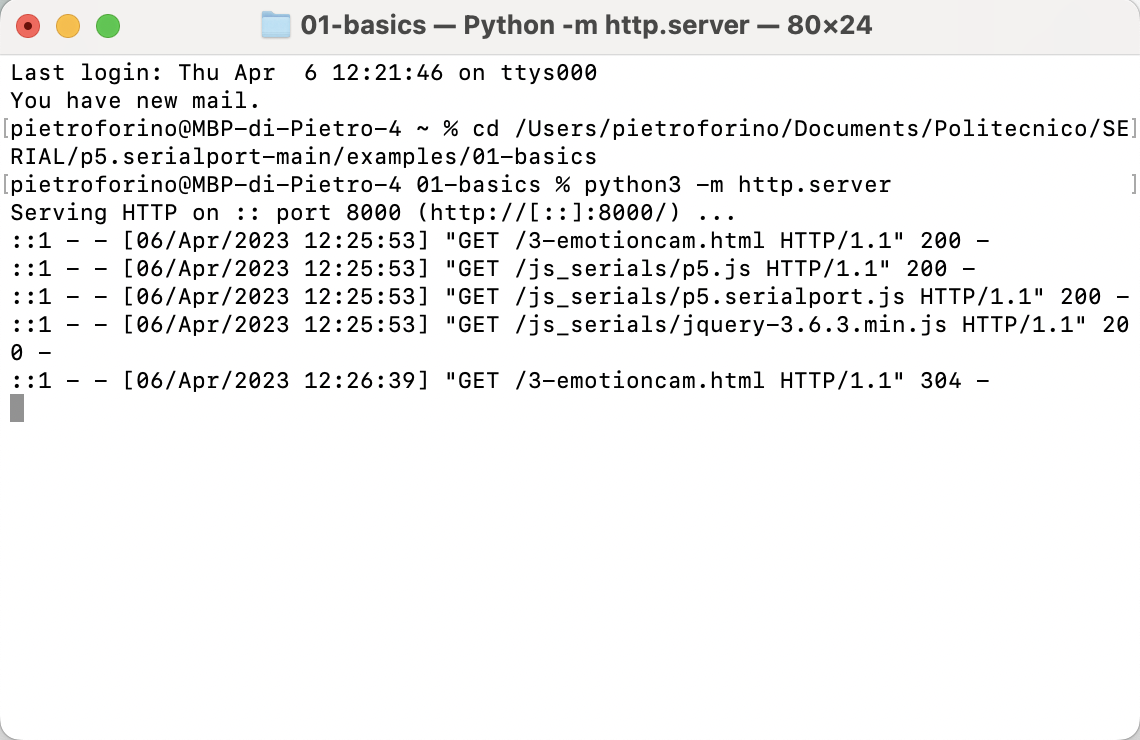 01-basics — Python -m http.server — 80×24
Last login: Thu Apr  6 12:21:46 on ttys000
You have new mail.
[pietroforino@MBP-di-Pietro-4 ~ % cd /Users/pietroforino/Documents/Politecnico/SE]
RIAL/p5.serialport-main/examples/01-basics
[pietroforino@MBP-di-Pietro-4 01-basics % python3 -m http.server ]
Serving HTTP on :: port 8000 (http://[::]:8000/) ...
::1 - - [06/Apr/2023 12:25:53] "GET /3-emotioncam.html HTTP/1.1" 200 -
::1 - - [06/Apr/2023 12:25:53] "GET /js_serials/p5.js HTTP/1.1" 200 -
::1 - - [06/Apr/2023 12:25:53] "GET /js_serials/p5.serialport.js HTTP/1.1" 200 -
::1 - - [06/Apr/2023 12:25:53] "GET /js_serials/jquery-3.6.3.min.js HTTP/1.1" 20
0 -
::1 - - [06/Apr/2023 12:26:39] "GET /3-emotioncam.html HTTP/1.1" 304 -